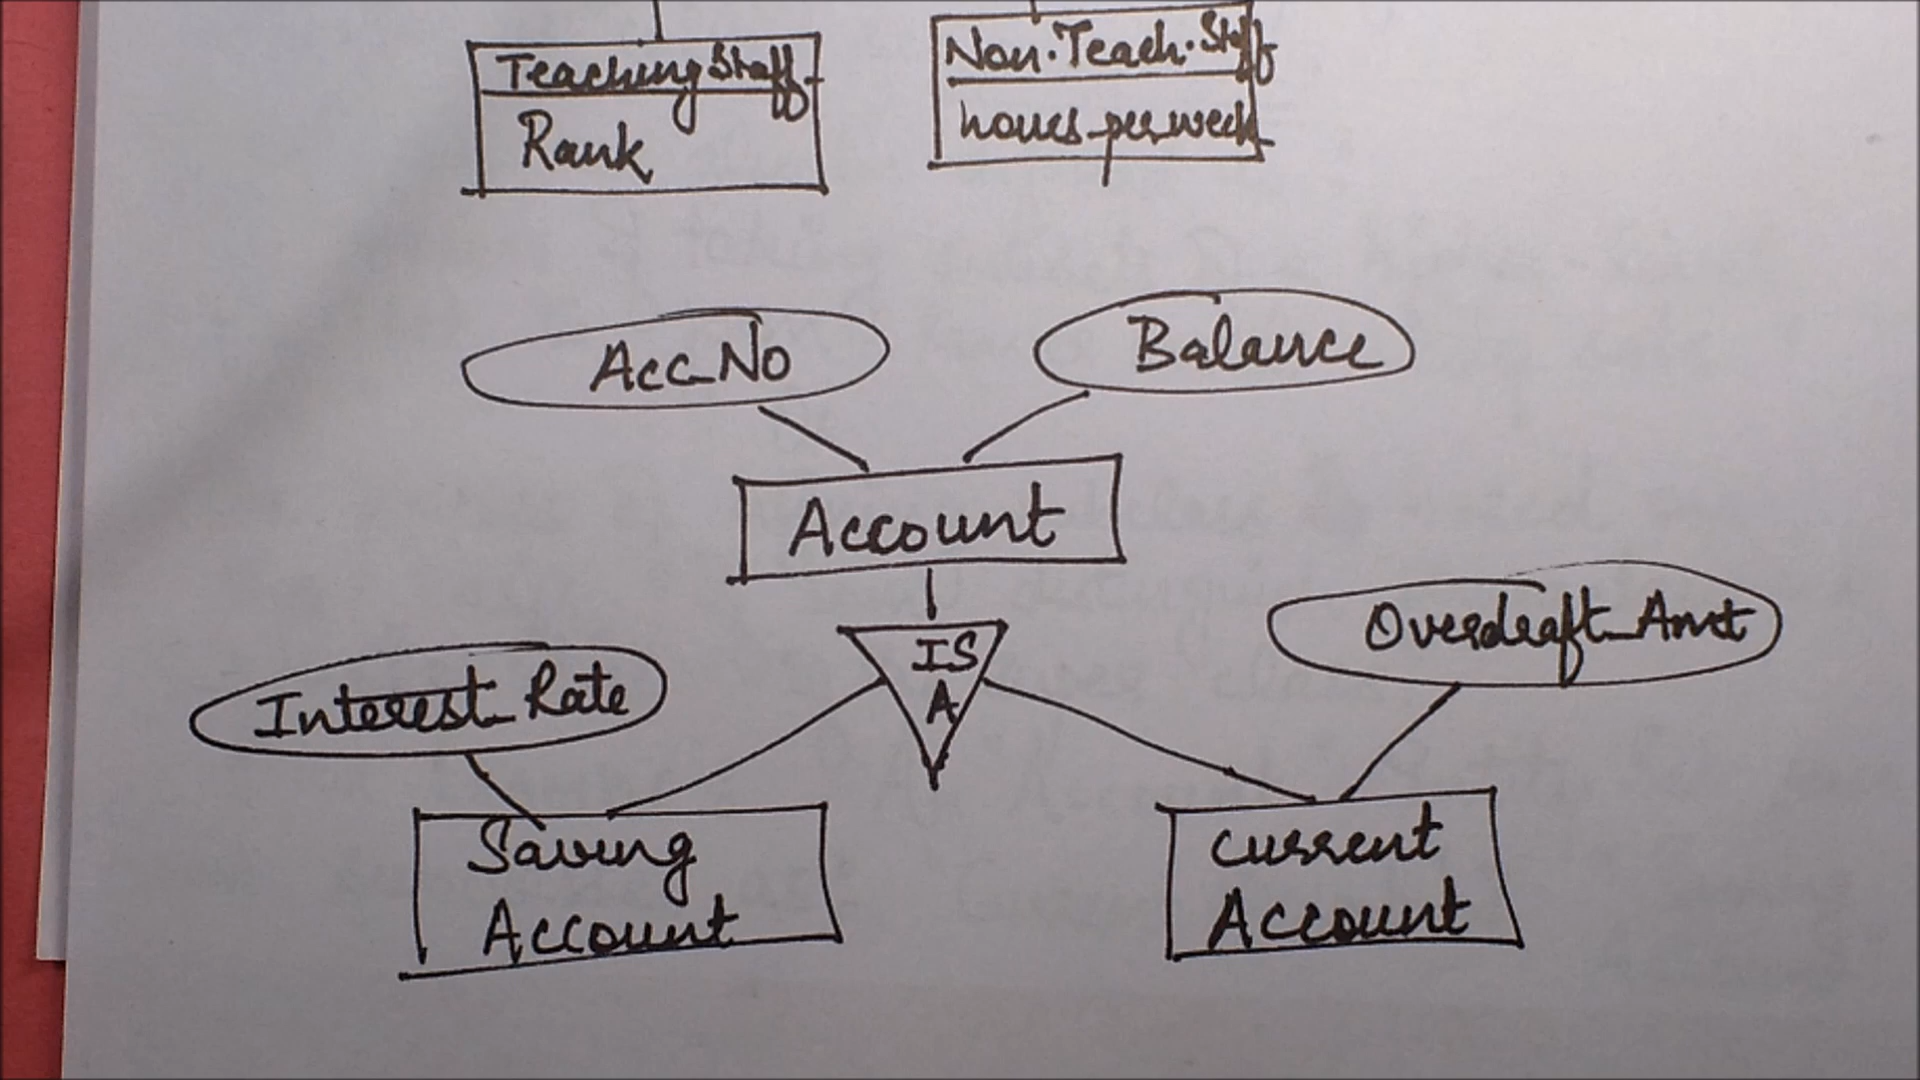 Teaching Staff
Rank
Non.Teach.Staff
hours_per_week
Acc_No
Balance
Account
Overdraft_Amt
IS
A
Interest_Rate
Saving
Account
current
Account